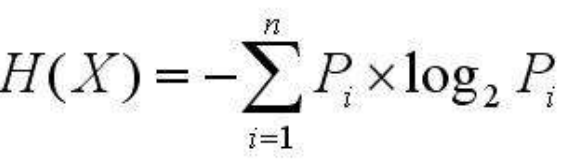 H(X) = −∑_{i=1}^{n} P_i × log_2 P_i